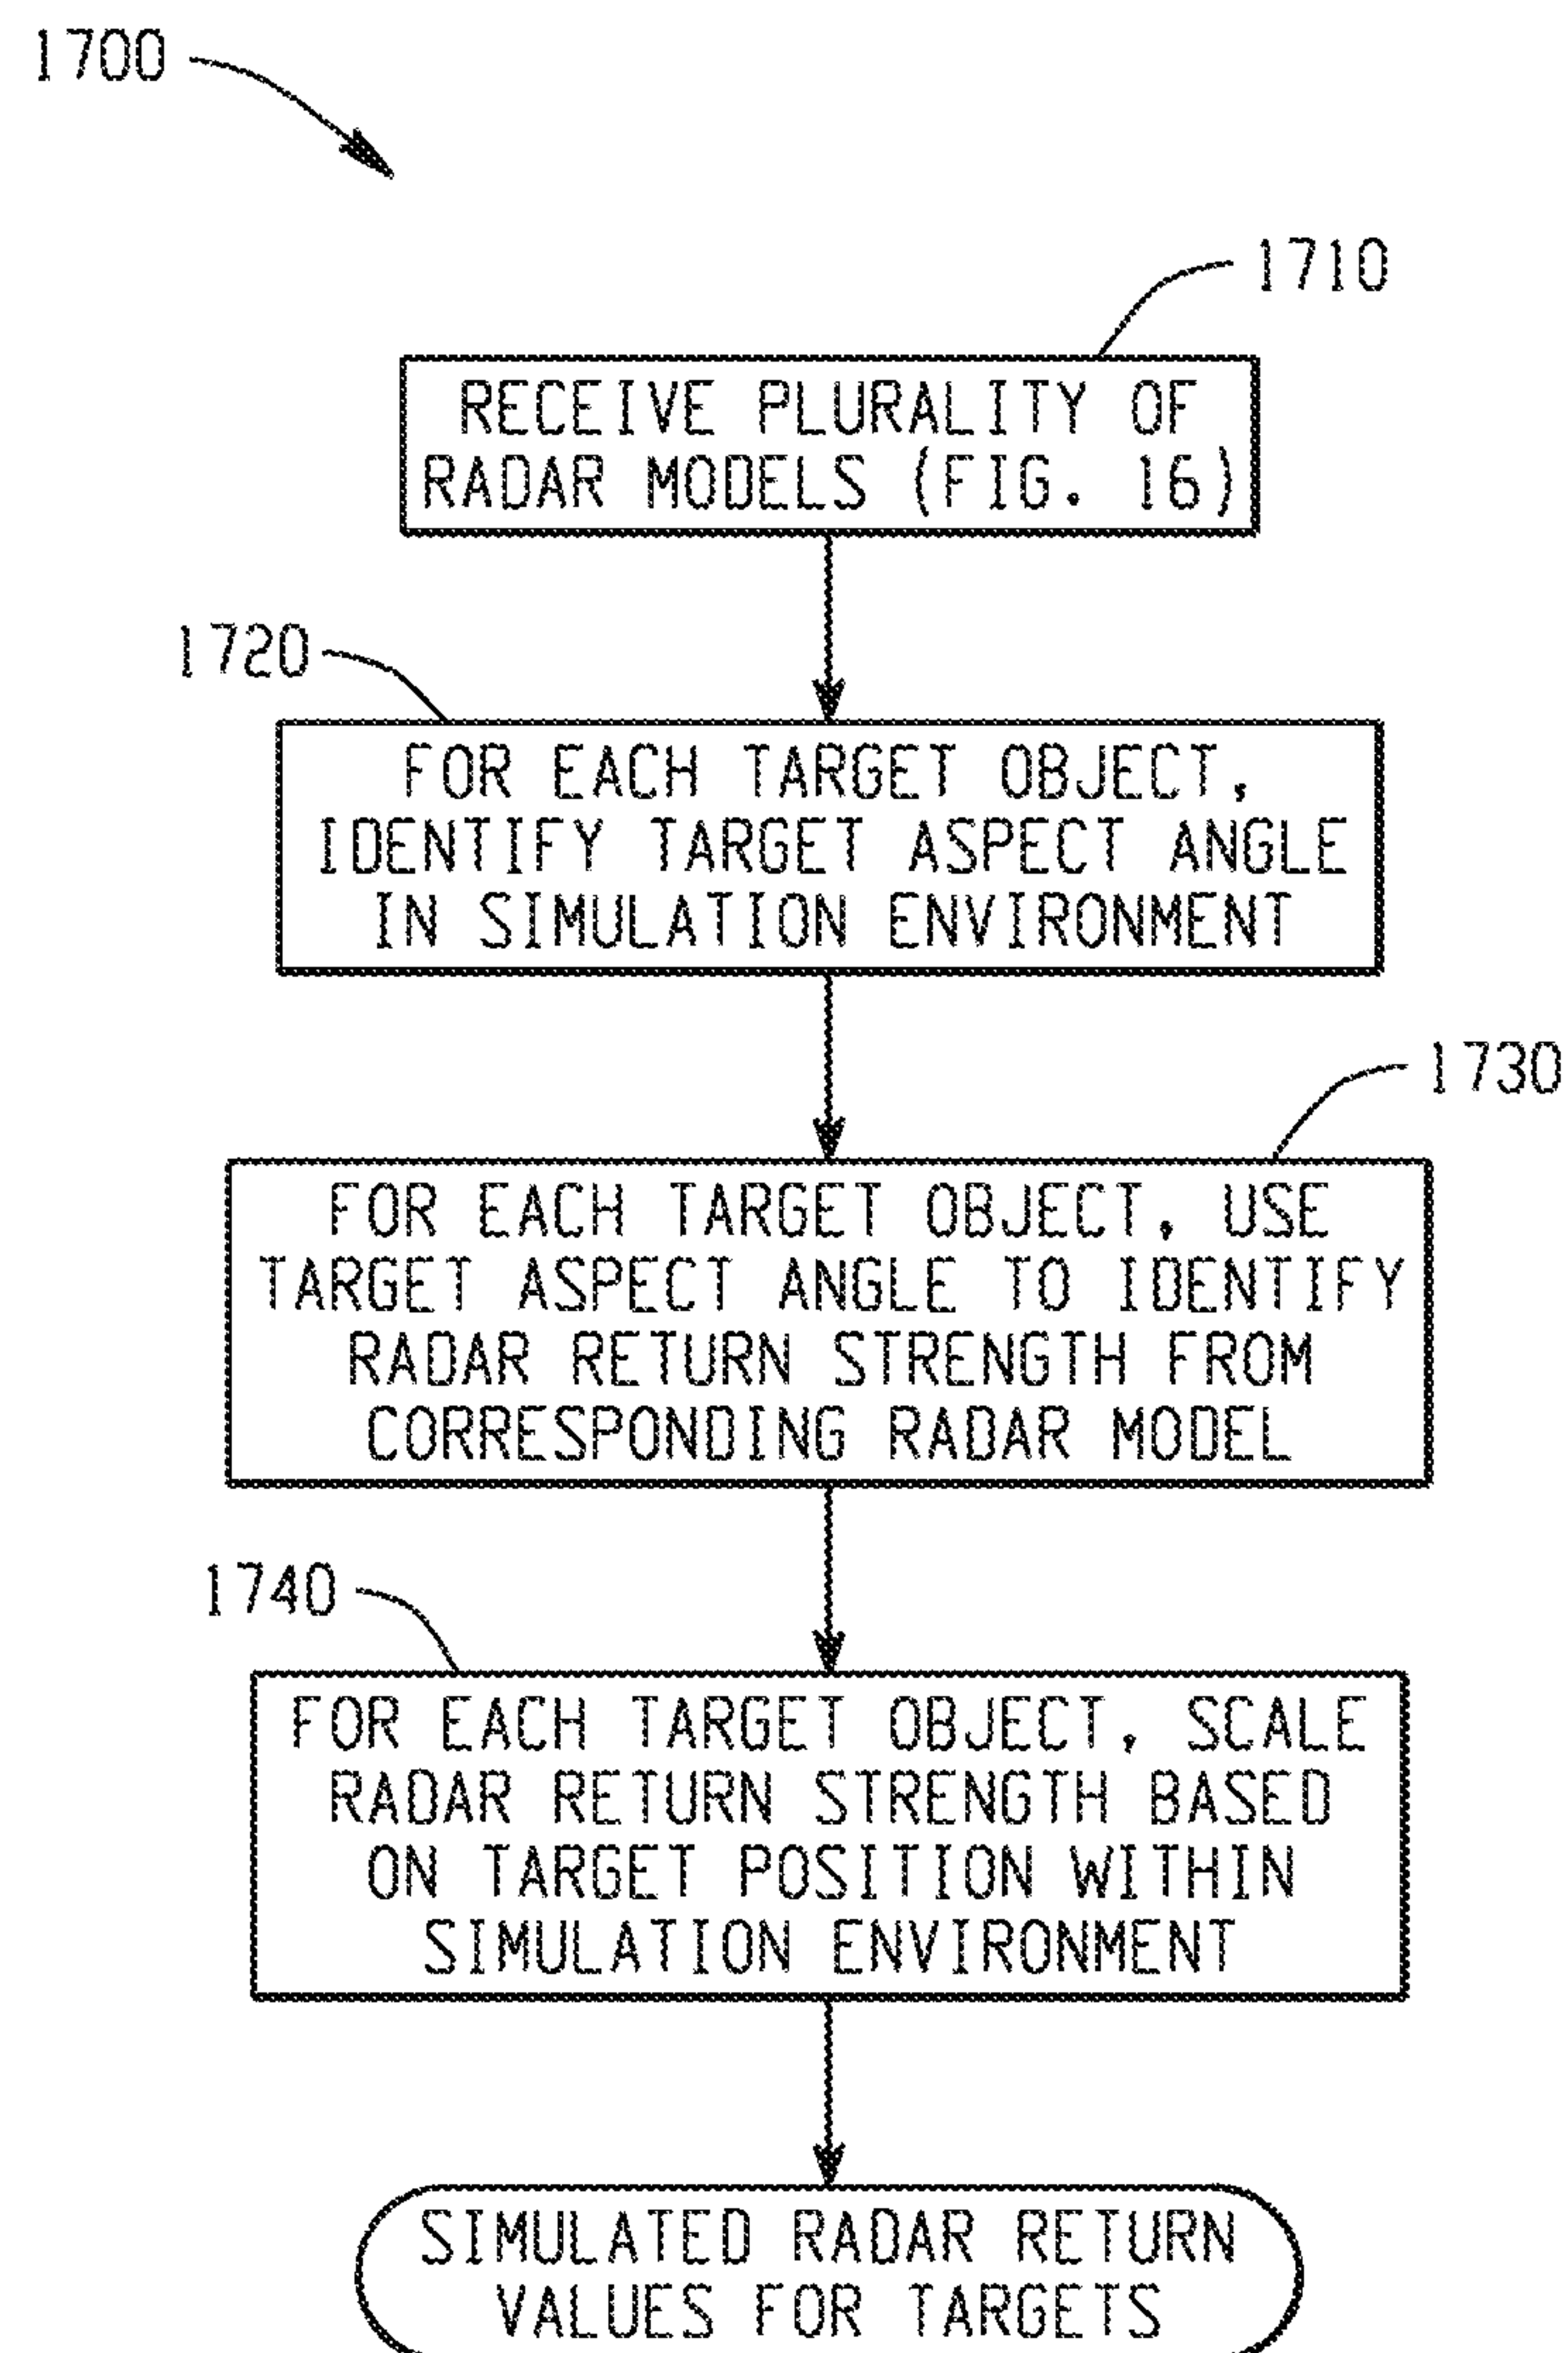 1700
1710
RECEIVE PLURALITY OF
RADAR MODELS (FIG. 16)
1720
FOR EACH TARGET OBJECT,
IDENTIFY TARGET ASPECT ANGLE
IN SIMULATION ENVIRONMENT
1730
FOR EACH TARGET OBJECT, USE
TARGET ASPECT ANGLE TO IDENTIFY
RADAR RETURN STRENGTH FROM
CORRESPONDING RADAR MODEL
1740
FOR EACH TARGET OBJECT, SCALE
RADAR RETURN STRENGTH BASED
ON TARGET POSITION WITHIN
SIMULATION ENVIRONMENT
SIMULATED RADAR RETURN
VALUES FOR TARGETS